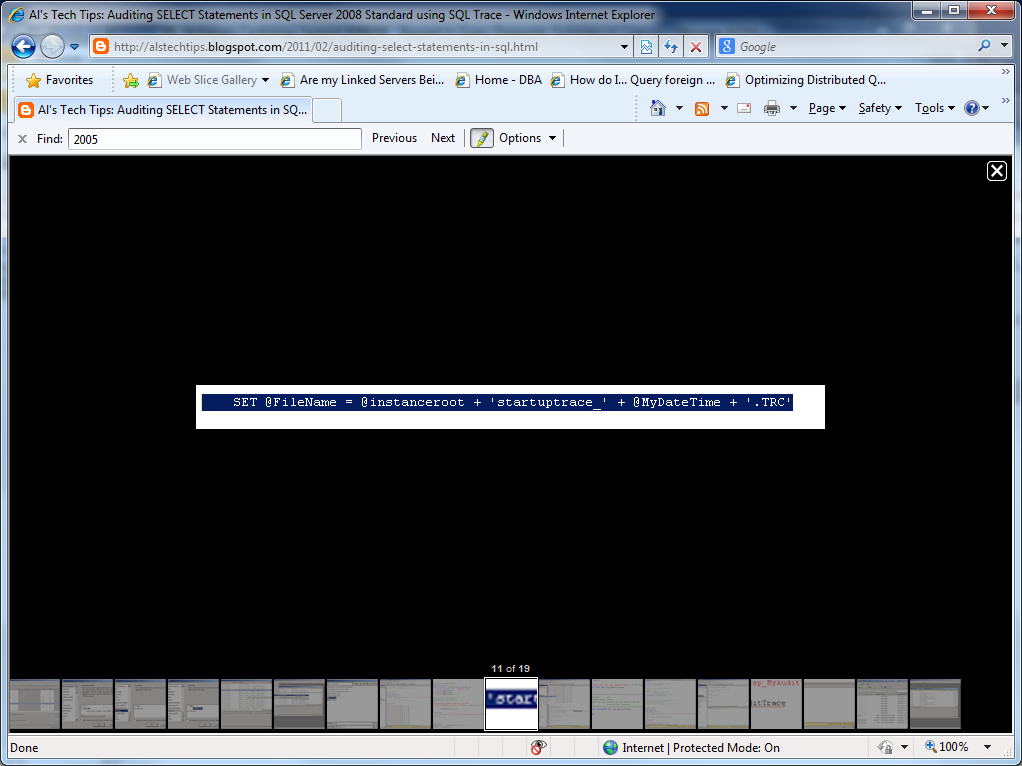 Al's Tech Tips: Auditing SELECT Statements in SQL Server 2008 Standard using SQL Trace - Windows Internet Explorer
http://alstechtips.blogspot.com/2011/02/auditing-select-statements-in-sql.html
Google
Favorites
Web Slice Gallery
Are my Linked Servers Bei...
Home - DBA
How do I... Query foreign ...
Optimizing Distributed Q...
Al's Tech Tips: Auditing SELECT Statements in SQ...
Page
Safety
Tools
Find: 2005
Previous
Next
Options
SET @FileName = @instanceroot + 'startuptrace_' + @MyDateTime + '.TRC'
11 of 19
'star
ep_MyAudit
itTrace
Done
Internet | Protected Mode: On
100%